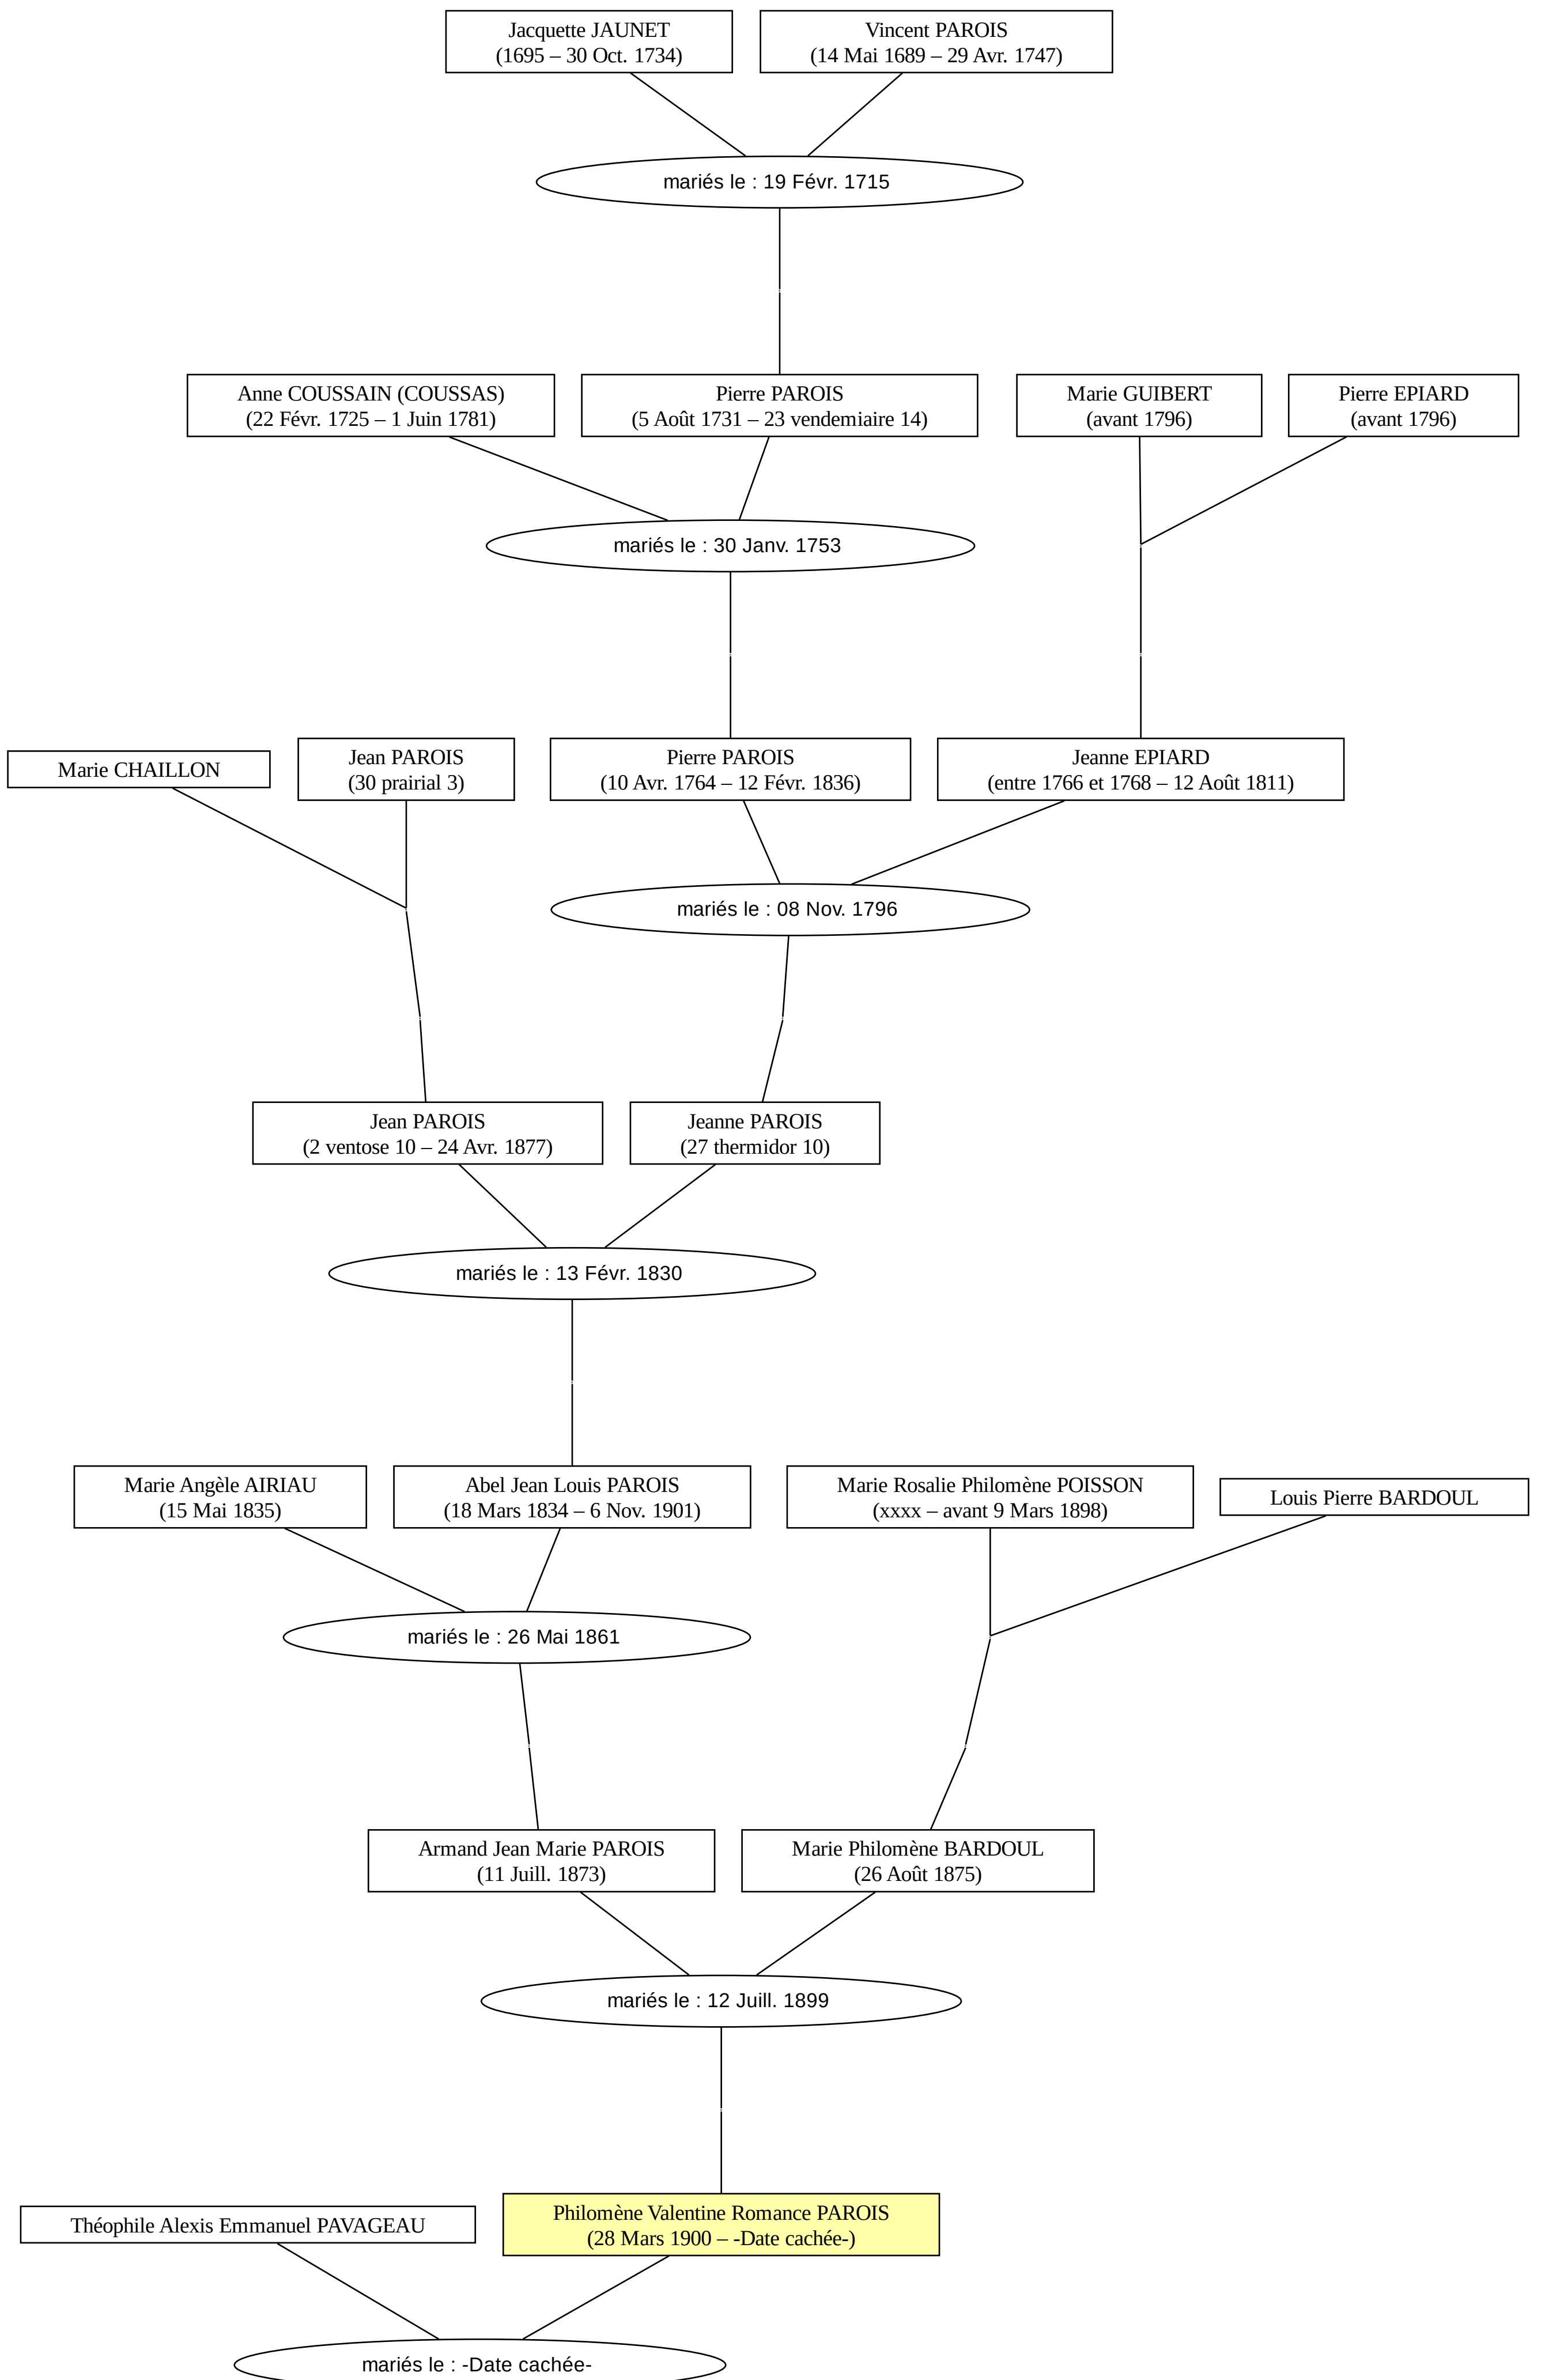 Jacquette JAUNET
(1695 – 30 Oct. 1734)
Vincent PAROIS
(14 Mai 1689 – 29 Avr. 1747)
mariés le : 19 Févr. 1715
Anne COUSSAIN (COUSSAS)
(22 Févr. 1725 – 1 Juin 1781)
Pierre PAROIS
(5 Août 1731 – 23 vendemiaire 14)
Marie GUIBERT
(avant 1796)
Pierre EPIARD
(avant 1796)
mariés le : 30 Janv. 1753
Marie CHAILLON
Jean PAROIS
(30 prairial 3)
Pierre PAROIS
(10 Avr. 1764 – 12 Févr. 1836)
Jeanne EPIARD
(entre 1766 et 1768 – 12 Août 1811)
mariés le : 08 Nov. 1796
Jean PAROIS
(2 ventose 10 – 24 Avr. 1877)
Jeanne PAROIS
(27 thermidor 10)
mariés le : 13 Févr. 1830
Marie Angèle AIRIAU
(15 Mai 1835)
Abel Jean Louis PAROIS
(18 Mars 1834 – 6 Nov. 1901)
Marie Rosalie Philomène POISSON
(xxxx – avant 9 Mars 1898)
Louis Pierre BARDOUL
mariés le : 26 Mai 1861
Armand Jean Marie PAROIS
(11 Juill. 1873)
Marie Philomène BARDOUL
(26 Août 1875)
mariés le : 12 Juill. 1899
Théophile Alexis Emmanuel PAVAGEAU
Philomène Valentine Romance PAROIS
(28 Mars 1900 – -Date cachée-)
mariés le : -Date cachée-